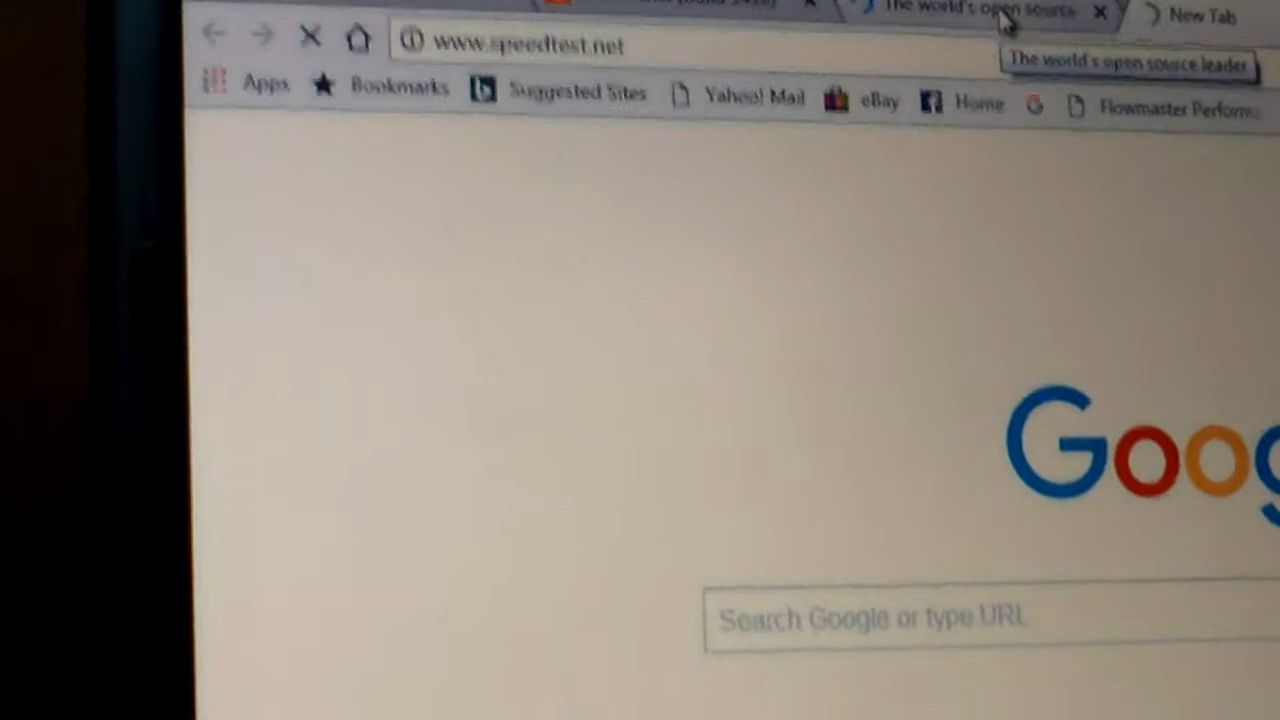 The world's open source
New Tab
www.speedtest.net
The world's open source leader
Apps
Bookmarks
Suggested Sites
Yahoo! Mail
eBay
Home
Flowmaster Perform
Goog
Search Google or type URL